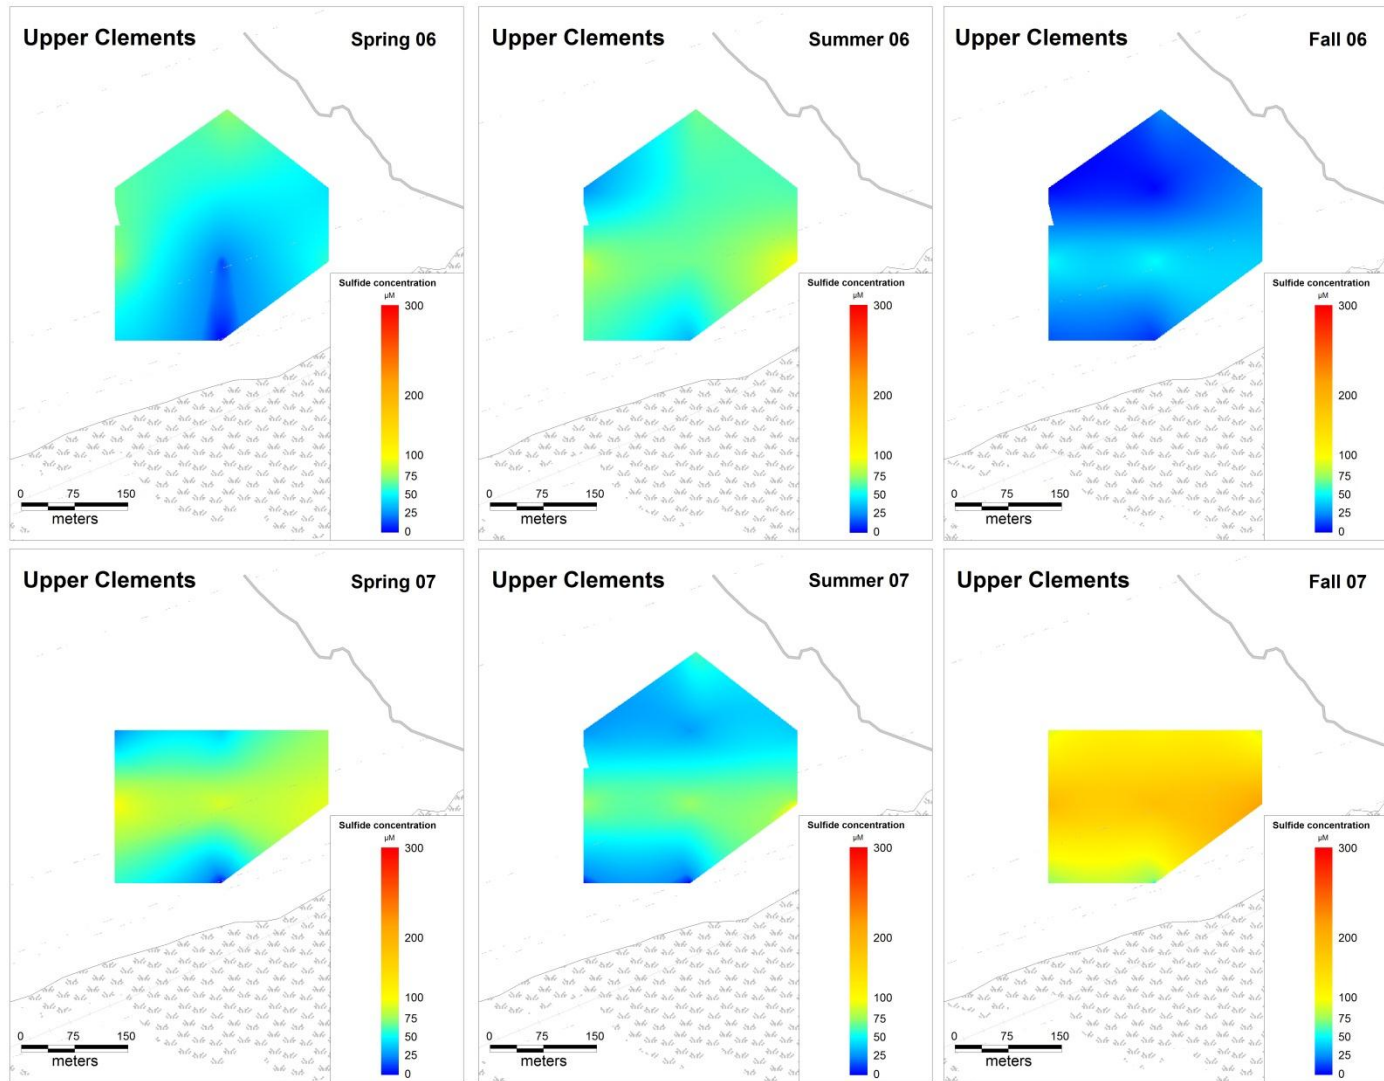 Upper Clements Spring 06
Sulfide concentration
µM
300
200
100
75
50
25
0
0 75 150
meters
Upper Clements Summer 06
Sulfide concentration
µM
300
200
100
75
50
25
0
0 75 150
meters
Upper Clements Fall 06
Sulfide concentration
µM
300
200
100
75
50
25
0
0 75 150
meters
Upper Clements Spring 07
Sulfide concentration
µM
300
200
100
75
50
25
0
0 75 150
meters
Upper Clements Summer 07
Sulfide concentration
µM
300
200
100
75
50
25
0
0 75 150
meters
Upper Clements Fall 07
Sulfide concentration
µM
300
200
100
75
50
25
0
0 75 150
meters